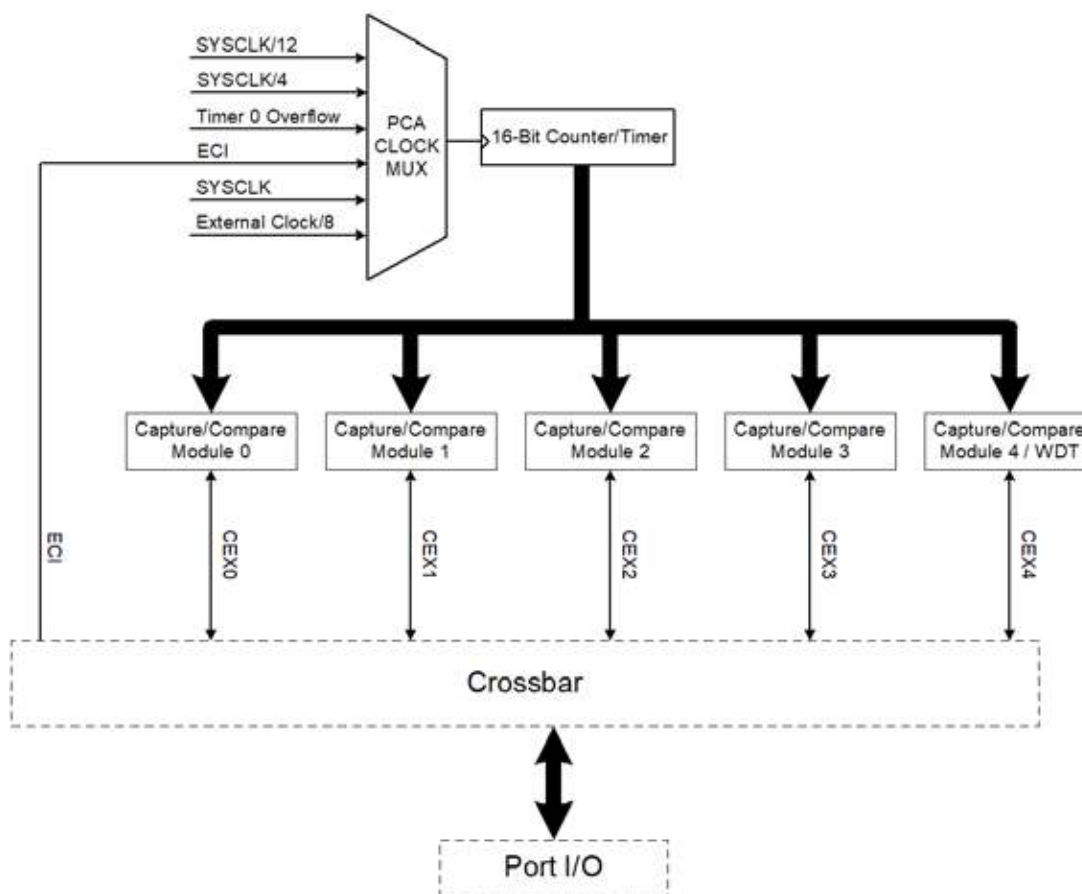 SYSCLK/12
SYSCLK/4
Timer 0 Overflow
ECI
SYSCLK
External Clock/8
PCA
CLOCK
MUX
16-Bit Counter/Timer
Capture/Compare
Module 0
Capture/Compare
Module 1
Capture/Compare
Module 2
Capture/Compare
Module 3
Capture/Compare
Module 4 / WDT
ECI
CEX0
CEX1
CEX2
CEX3
CEX4
Crossbar
Port I/O